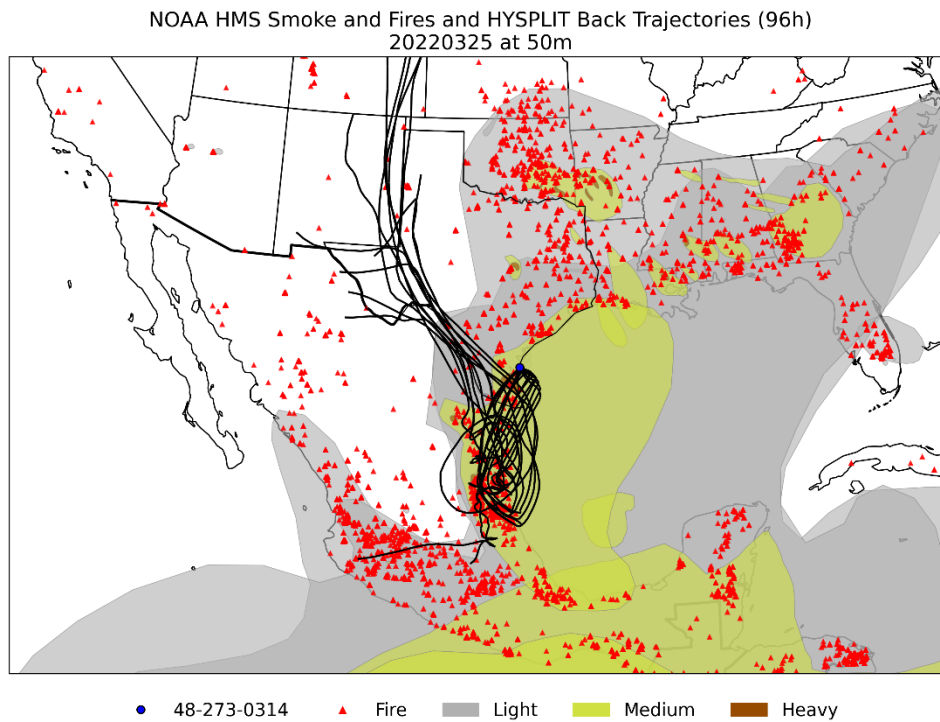 NOAA HMS Smoke and Fires and HYSPLIT Back Trajectories (96h)
20220325 at 50m
48-273-0314 Fire Light Medium Heavy